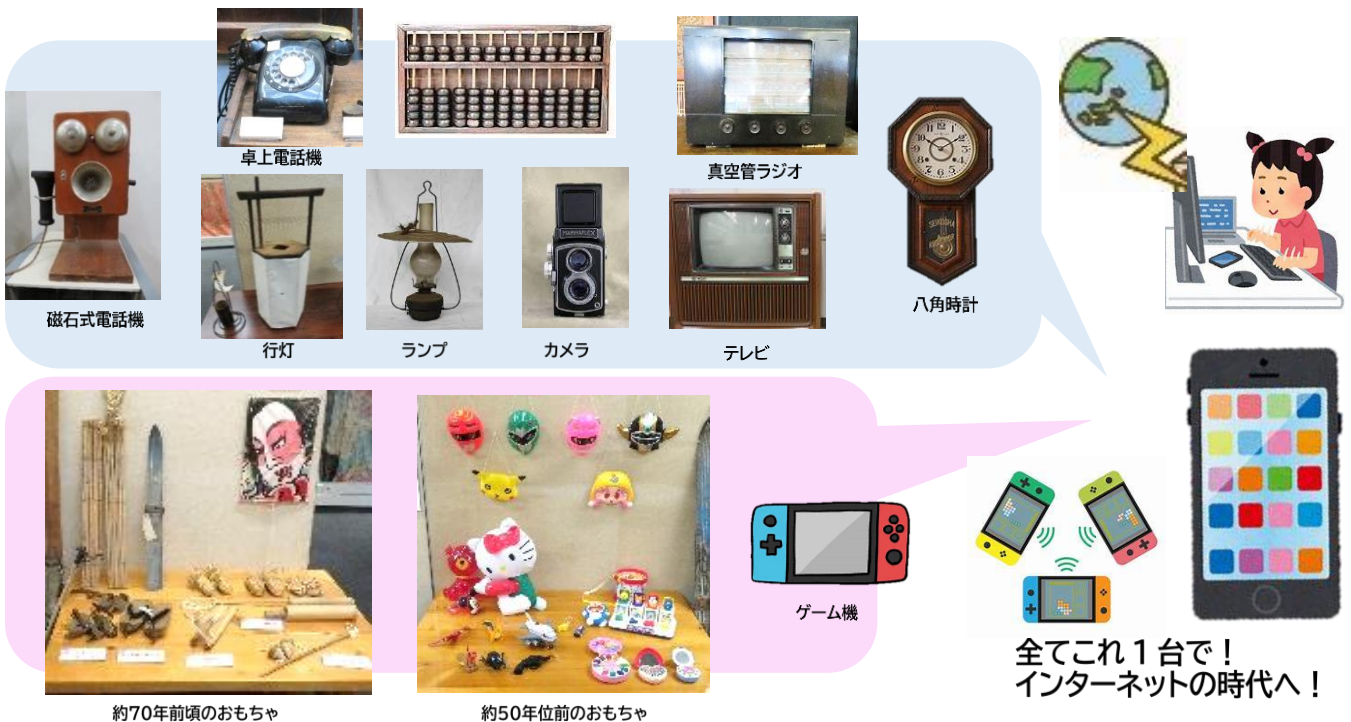 卓上電話機
真空管ラジオ
磁石式電話機
行灯
ランプ
カメラ
テレビ
八角時計
約70年前頃のおもちゃ
約50年位前のおもちゃ
ゲーム機
全てこれ１台で！
インターネットの時代へ！